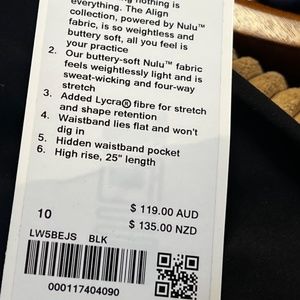 nothing is
everything. The Align
collection, powered by Nulu™
fabric, is so weightless and
buttery soft, all you feel is
your practice
2. Our buttery-soft Nulu™ fabric
feels weightlessly light and is
sweat-wicking and four-way
stretch
3. Added Lycra® fibre for stretch
and shape retention
4. Waistband lies flat and won't
dig in
5. Hidden waistband pocket
6. High rise, 25" length
10
$ 119.00 AUD
$ 135.00 NZD
LW5BEJS BLK
000117404090